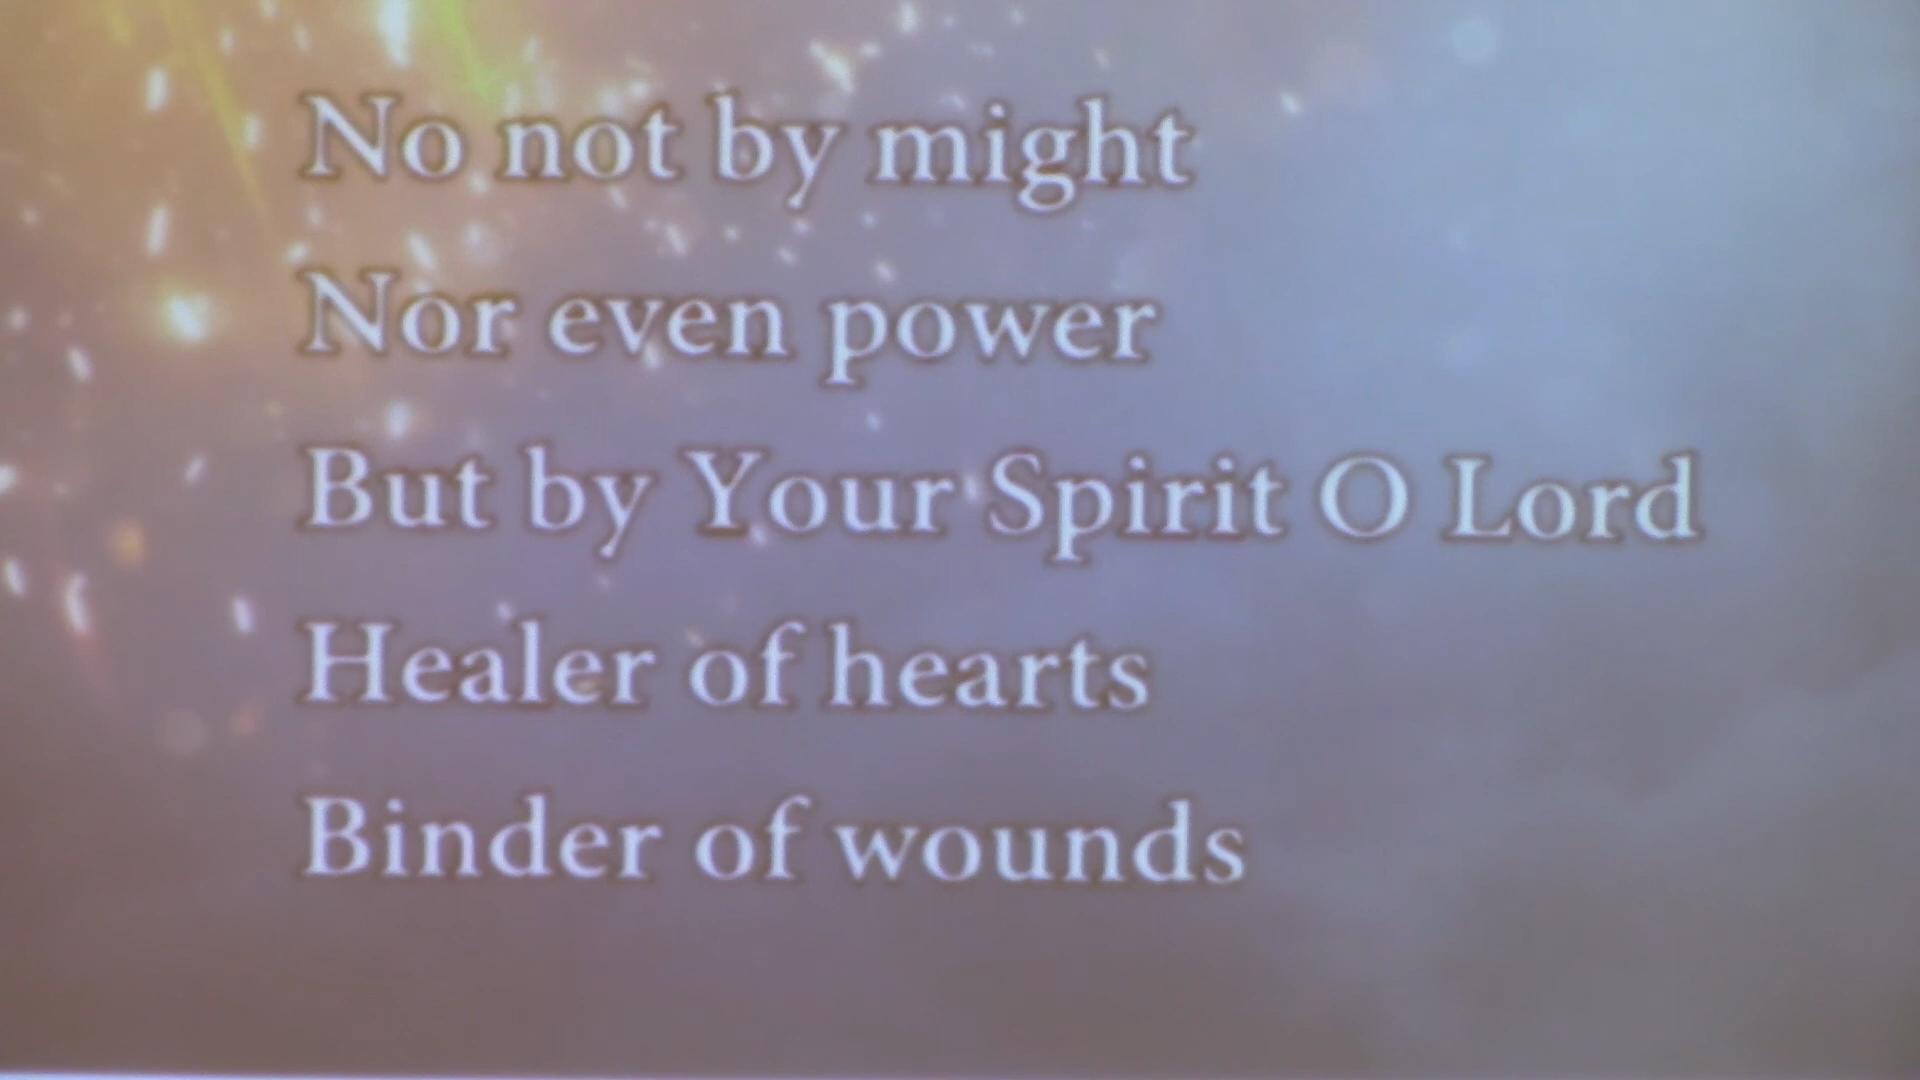 No not by might
Nor even power
But by Your Spirit O Lord
Healer of hearts
Binder of wounds